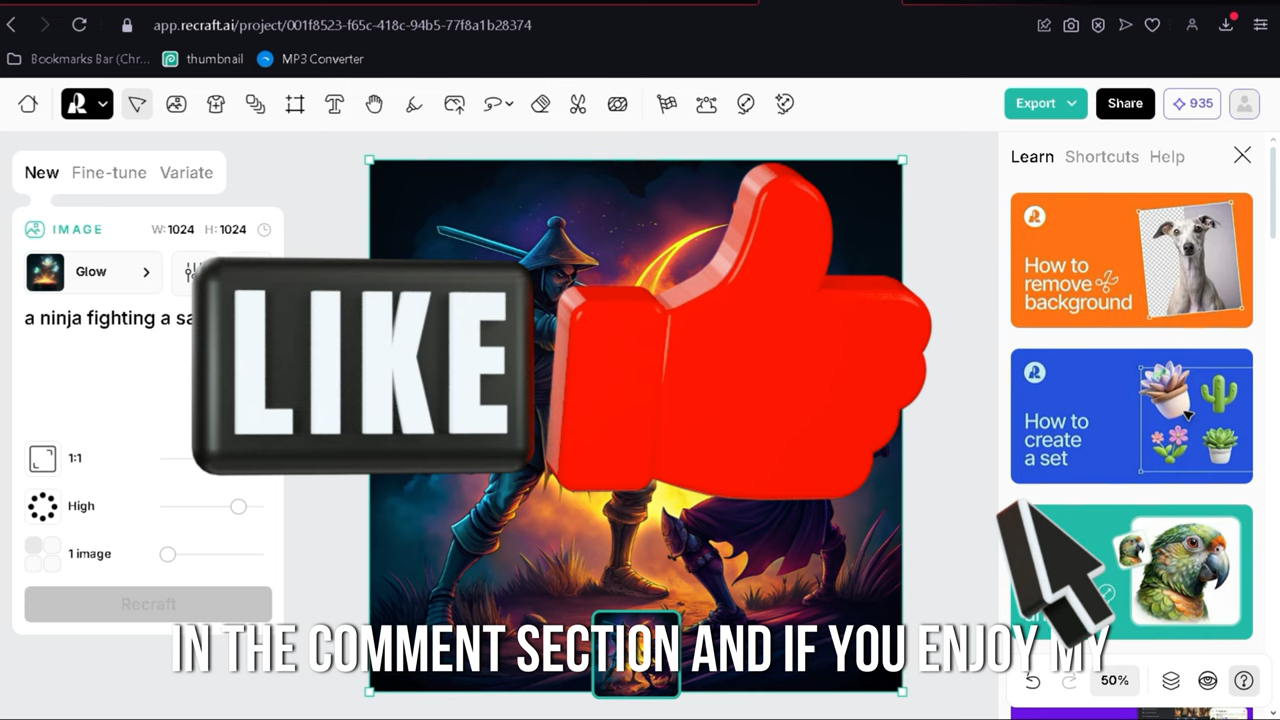 app.recraft.ai/project/001f8523-f65c-418c-94b5-77f8a1b28374
Bookmarks Bar (Chr... thumbnail MP3 Converter
Export Share 935
New Fine-tune Variate
IMAGE W: 1024 H: 1024
Glow
a ninja fighting a sa
1:1
High
1 image
Recraft
LIKE
Learn Shortcuts Help
How to
remove
background
How to
create
a set
IN THE COMMENT SECTION AND IF YOU ENJOY MY
50%